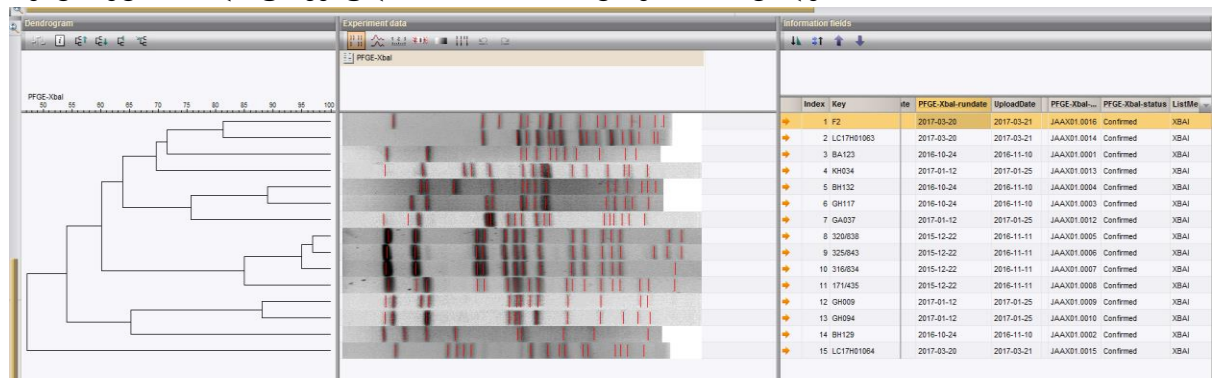 Dendrogram
Experiment data
Information fields
PFGE-XbaI
PFGE-XbaI
50 55 60 65 70 75 80 85 90 95 100
Index Key ate PFGE-XbaI-rundate UploadDate PFGE-XbaI-... PFGE-XbaI-status ListMe
1 F2 2017-03-20 2017-03-21 JAAX01.0016 Confirmed XBAI
2 LC17H01063 2017-03-20 2017-03-21 JAAX01.0014 Confirmed XBAI
3 BA123 2016-10-24 2016-11-10 JAAX01.0001 Confirmed XBAI
4 KH034 2017-01-12 2017-01-25 JAAX01.0013 Confirmed XBAI
5 BH132 2016-10-24 2016-11-10 JAAX01.0004 Confirmed XBAI
6 GH117 2016-10-24 2016-11-10 JAAX01.0003 Confirmed XBAI
7 GA037 2017-01-12 2017-01-25 JAAX01.0012 Confirmed XBAI
8 320/838 2015-12-22 2016-11-11 JAAX01.0005 Confirmed XBAI
9 325/843 2015-12-22 2016-11-11 JAAX01.0006 Confirmed XBAI
10 316/834 2015-12-22 2016-11-11 JAAX01.0007 Confirmed XBAI
11 171/435 2015-12-22 2016-11-11 JAAX01.0008 Confirmed XBAI
12 GH009 2017-01-12 2017-01-25 JAAX01.0009 Confirmed XBAI
13 GH094 2017-01-12 2017-01-25 JAAX01.0010 Confirmed XBAI
14 BH129 2016-10-24 2016-11-10 JAAX01.0002 Confirmed XBAI
15 LC17H01064 2017-03-20 2017-03-21 JAAX01.0015 Confirmed XBAI